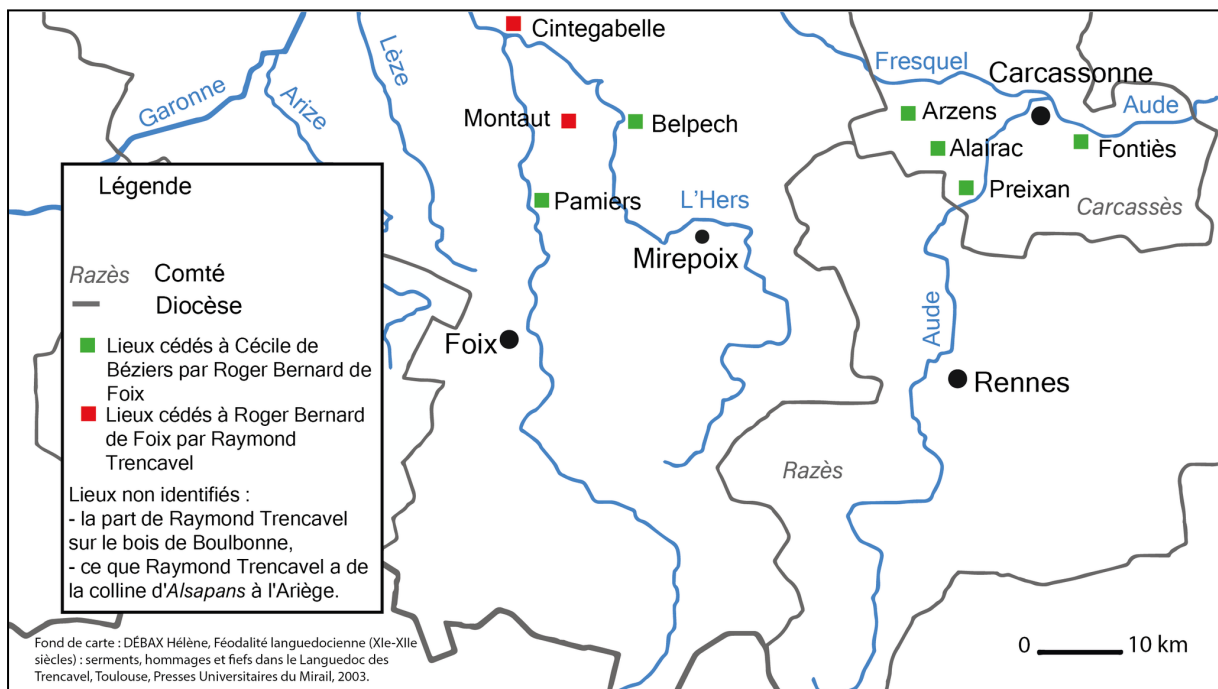 Cintegabelle
Lèze
Garonne
Arize
Fresquel
Carcassonne
Aude
Arzens
Montaut
Belpech
Alairac
Fontiès
Preixan
Pamiers
L'Hers
Carcassès
Mirepoix
Foix
Aude
Rennes
Razès
Légende
Razès Comté
Diocèse
Lieux cédés à Cécile de
Béziers par Roger Bernard de
Foix
Lieux cédés à Roger Bernard
de Foix par Raymond
Trencavel
Lieux non identifiés :
- la part de Raymond Trencavel
sur le bois de Boulbonne,
- ce que Raymond Trencavel a de
la colline d'Alsapans à l'Ariège.
Fond de carte : DÉBAX Hélène, Féodalité languedocienne (XIe-XIIe
siècles) : serments, hommages et fiefs dans le Languedoc des
Trencavel, Toulouse, Presses Universitaires du Mirail, 2003.
0 10 km